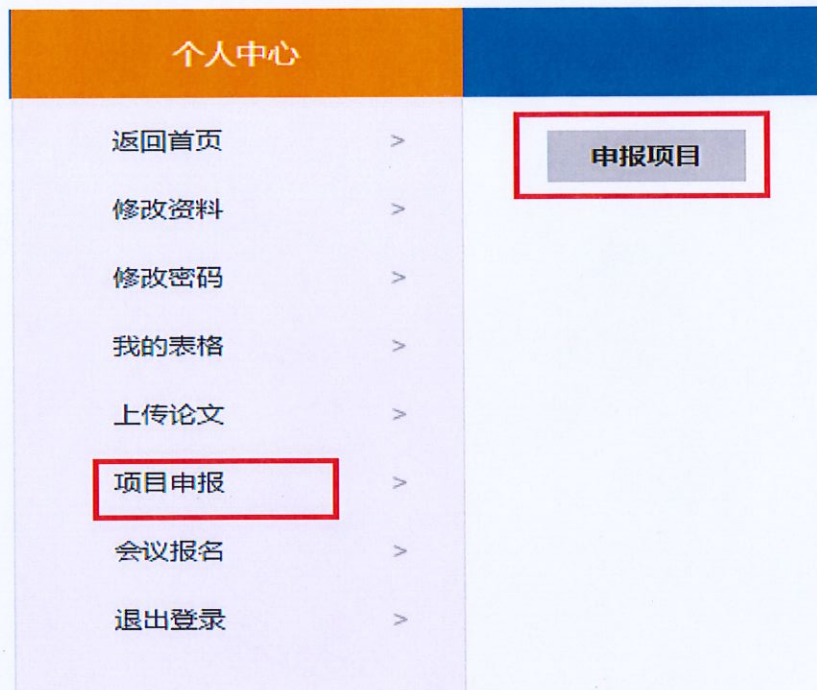 个人中心
返回首页 >
申报项目
修改资料 >
修改密码 >
我的表格 >
上传论文 >
项目申报 >
会议报名 >
退出登录 >